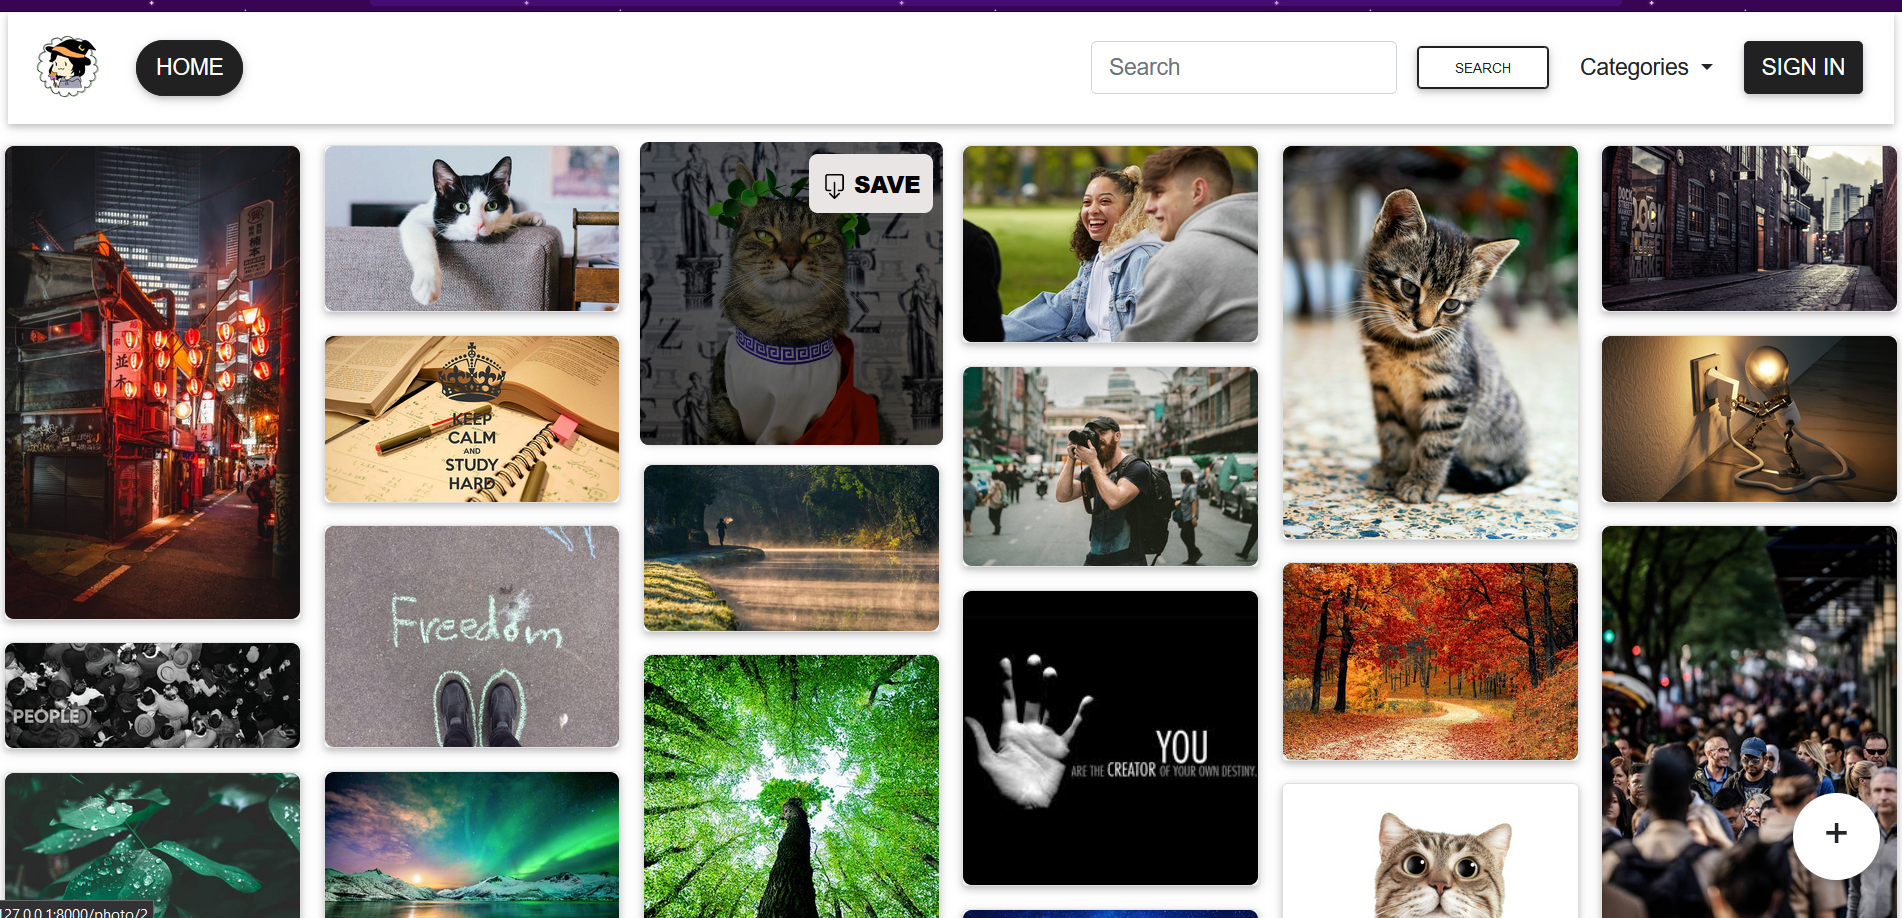 HOME
Search
SEARCH
Categories
SIGN IN
SAVE
KEEP
CALM
AND
STUDY
HARD
Freedom
PEOPLE
YOU
ARE THE CREATOR OF YOUR OWN DESTINY.
+
127.0.0.1:8000/photo/2